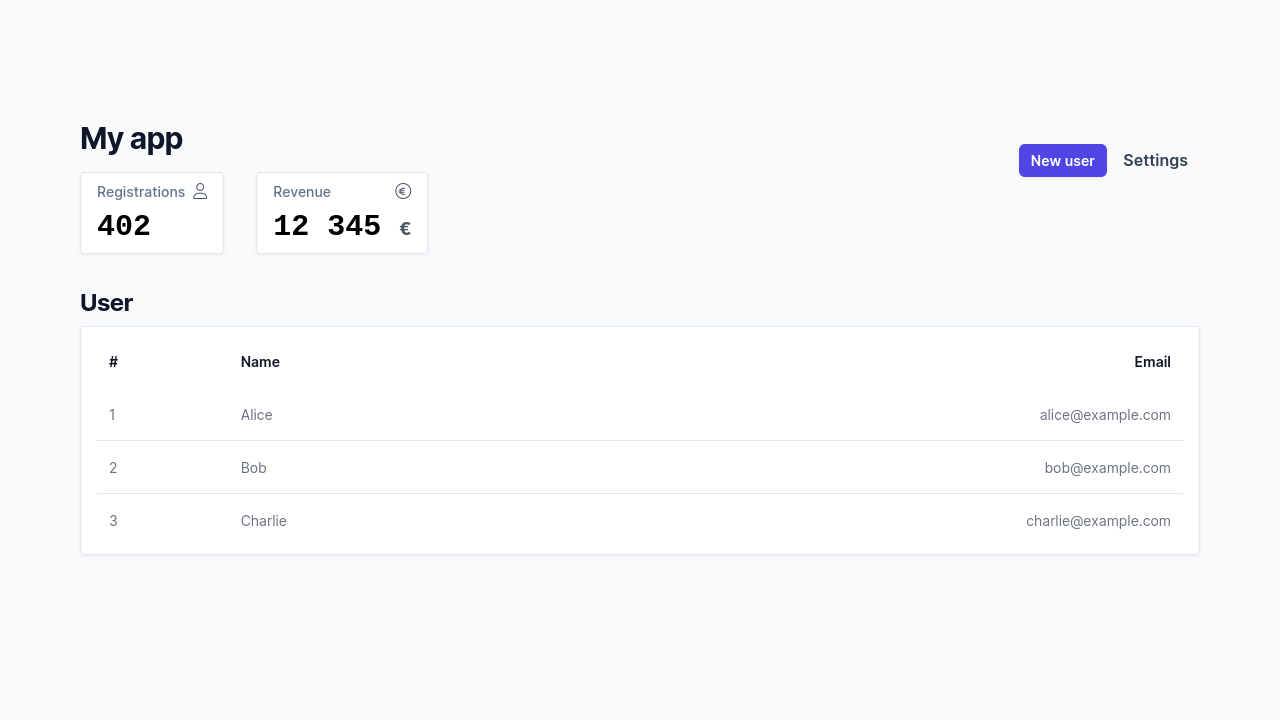 My app
New user Settings
Registrations
402
Revenue €
12 345 €
User
# Name Email
1 Alice alice@example.com
2 Bob bob@example.com
3 Charlie charlie@example.com